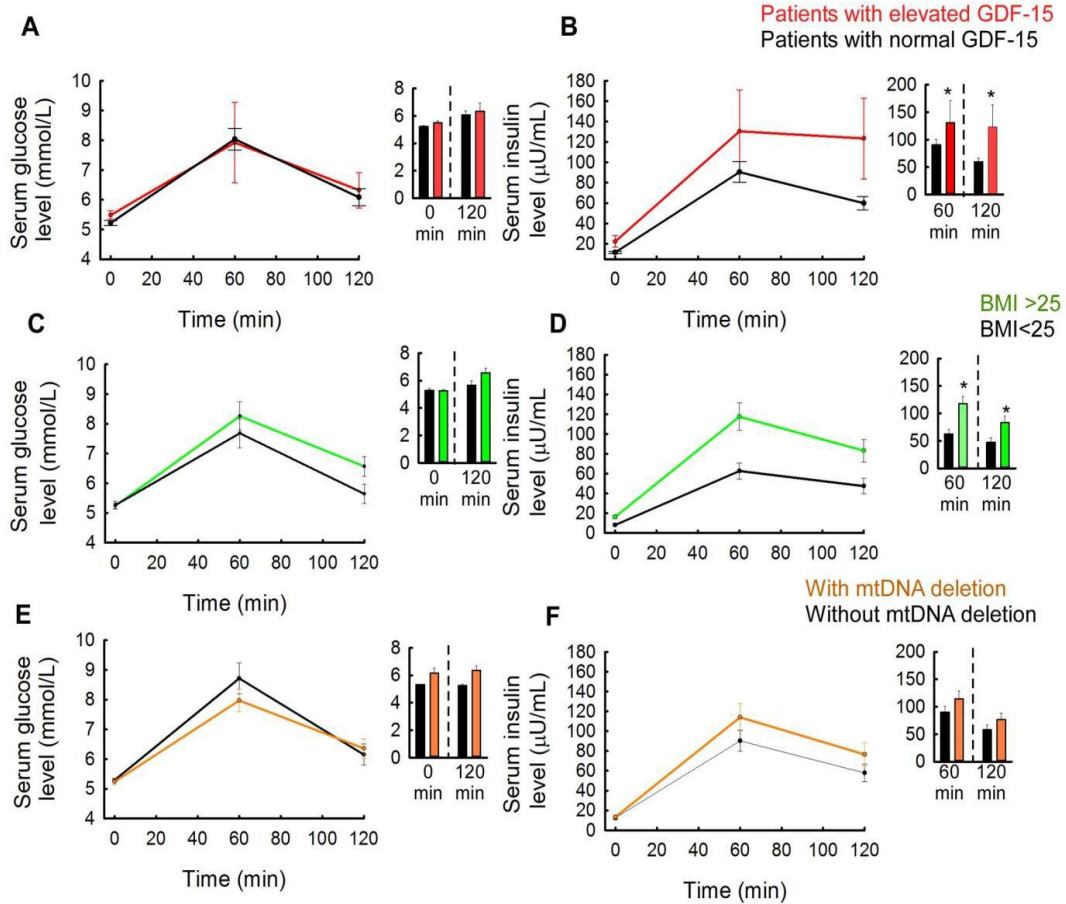 A
Serum glucose
level (mmol/L)
10
9
8
7
6
5
4
0 20 40 60 80 100 120
Time (min)
8
6
4
2
0
0 120
min min
B
Patients with elevated GDF-15
Patients with normal GDF-15
Serum insulin
level (μU/mL)
180
160
140
120
100
80
60
40
20
0 20 40 60 80 100 120
Time (min)
200
150
100
50
0
* *
60 120
min min
C
Serum glucose
level (mmol/L)
10
9
8
7
6
5
4
0 20 40 60 80 100 120
Time (min)
8
6
4
2
0
0 120
min min
D
BMI >25
BMI<25
Serum insulin
level (μU/mL
180
160
140
120
100
80
60
40
20
0
0 20 40 60 80 100 120
Time (min)
200
150
100
50
0
* *
60 120
min min
E
Serum glucose
level (mmol/L)
10
9
8
7
6
5
4
0 20 40 60 80 100 120
Time (min)
8
6
4
2
0
0 120
min min
F
With mtDNA deletion
Without mtDNA deletion
Serum insulin
level (μU/mL)
180
160
140
120
100
80
60
40
20
0
0 20 40 60 80 100 120
Time (min)
200
150
100
50
0
60 120
min min